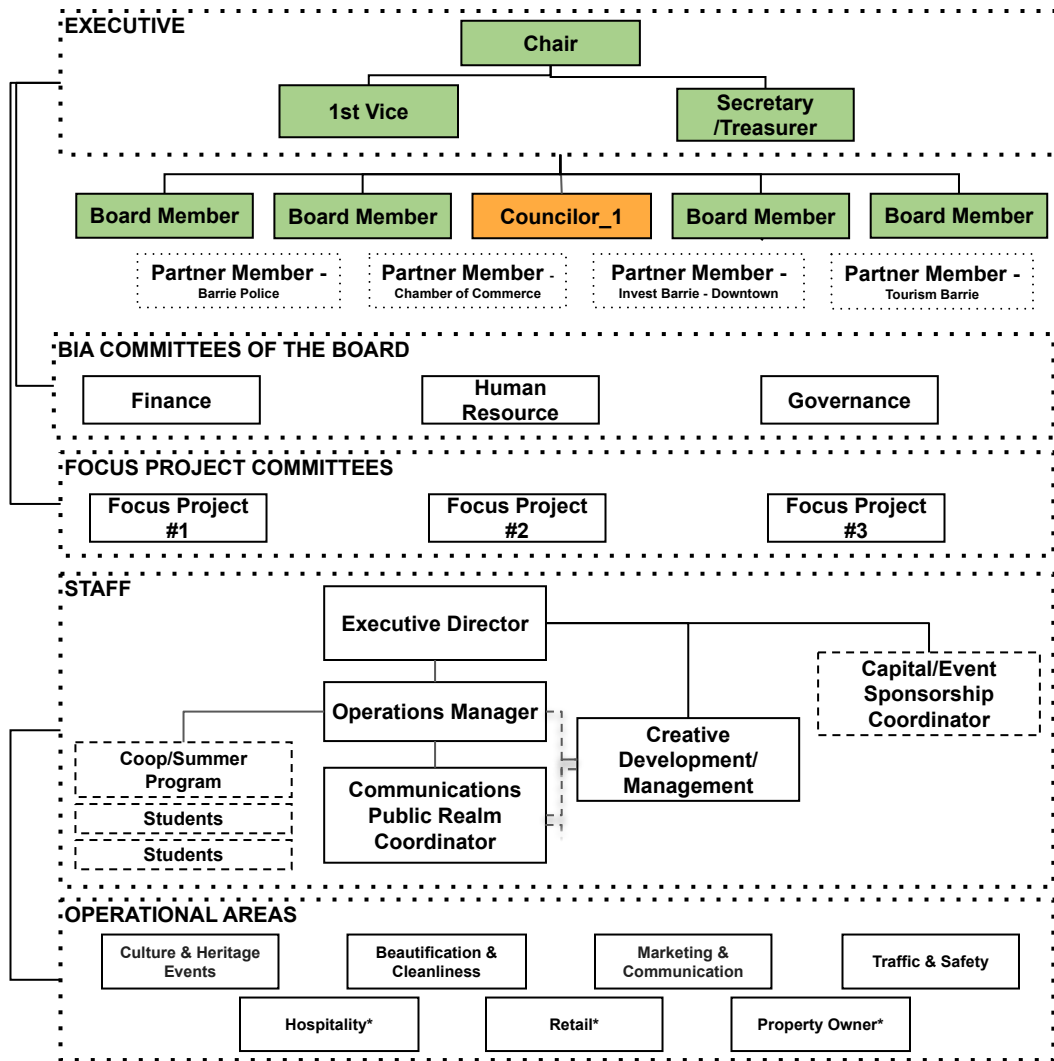 EXECUTIVE
Chair
1st Vice
Secretary
/Treasurer
Board Member
Board Member
Councilor_1
Board Member
Board Member
Partner Member -
Barrie Police
Partner Member -
Chamber of Commerce
Partner Member -
Invest Barrie - Downtown
Partner Member -
Tourism Barrie
BIA COMMITTEES OF THE BOARD
Finance
Human
Resource
Governance
FOCUS PROJECT COMMITTEES
Focus Project
#1
Focus Project
#2
Focus Project
#3
STAFF
Executive Director
Capital/Event
Sponsorship
Coordinator
Operations Manager
Creative
Development/
Management
Coop/Summer
Program
Students
Students
Communications
Public Realm
Coordinator
OPERATIONAL AREAS
Culture & Heritage
Events
Beautification &
Cleanliness
Marketing &
Communication
Traffic & Safety
Hospitality*
Retail*
Property Owner*